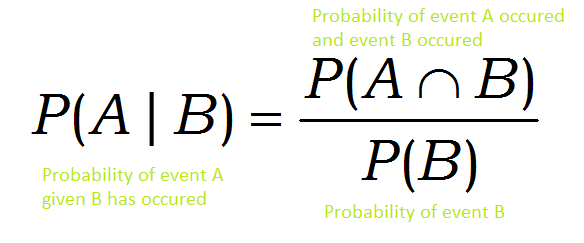 Probability of event A occured
and event B occured
P(A | B) = P(A ∩ B)
P(B)
Probability of event A
given B has occured
Probability of event B